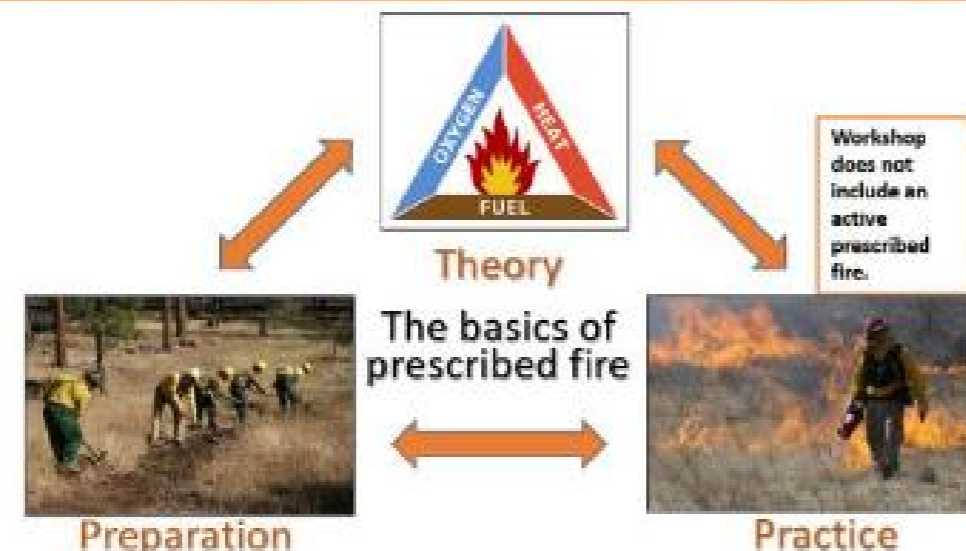 OXYGEN
HEAT
FUEL
Theory
Workshop
does not
include an
active
prescribed
fire.
The basics of
prescribed fire
Preparation
Practice